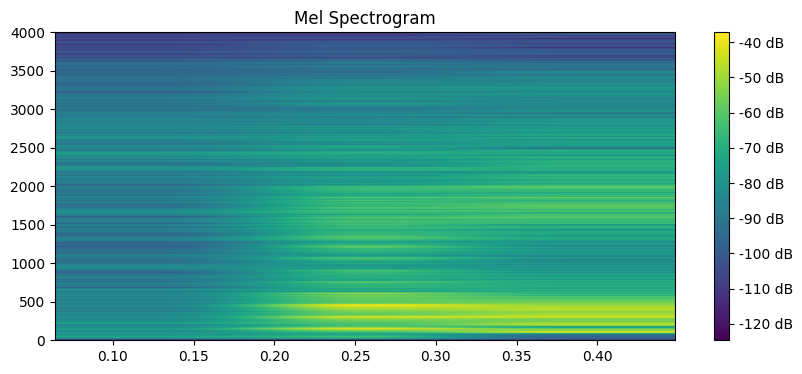 Mel Spectrogram
4000
3500
3000
2500
2000
1500
1000
500
0
0.10 0.15 0.20 0.25 0.30 0.35 0.40
-40 dB
-50 dB
-60 dB
-70 dB
-80 dB
-90 dB
-100 dB
-110 dB
-120 dB